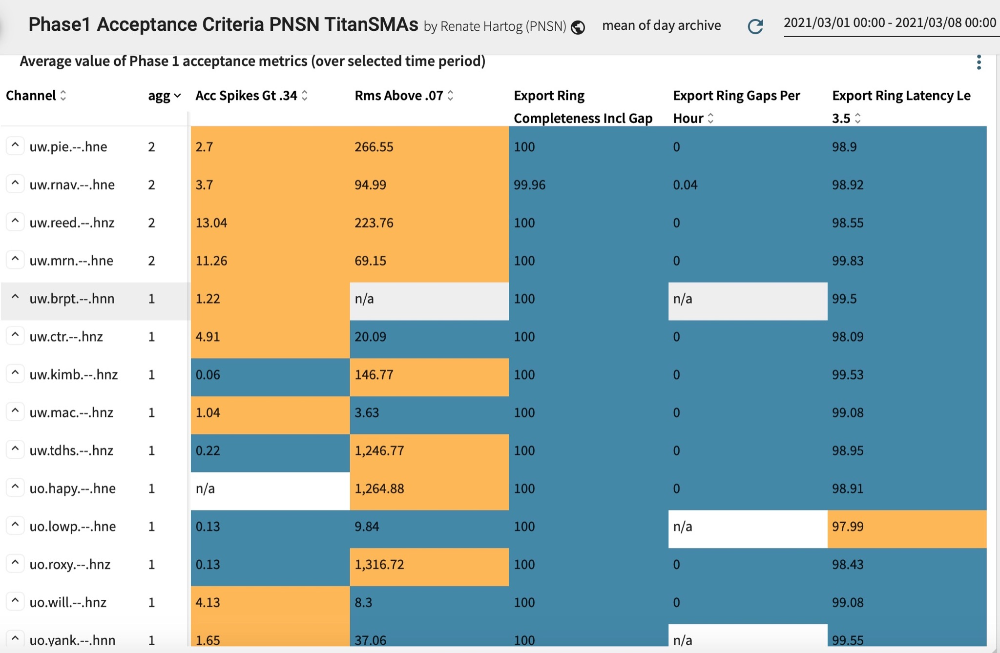 Phase1 Acceptance Criteria PNSN TitanSMAs by Renate Hartog (PNSN) mean of day archive 2021/03/01 00:00 - 2021/03/08 00:00
Average value of Phase 1 acceptance metrics (over selected time period)
Channel agg Acc Spikes Gt .34 Rms Above .07 Export Ring Completeness Incl Gap Export Ring Gaps Per Hour Export Ring Latency Le 3.5
uw.pie.--.hne 2 2.7 266.55 100 0 98.9
uw.rnav.--.hne 2 3.7 94.99 99.96 0.04 98.92
uw.reed.--.hnz 2 13.04 223.76 100 0 98.55
uw.mrn.--.hne 2 11.26 69.15 100 0 99.83
uw.brpt.--.hnn 1 1.22 n/a 100 n/a 99.5
uw.ctr.--.hnz 1 4.91 20.09 100 0 98.09
uw.kimb.--.hnz 1 0.06 146.77 100 0 99.53
uw.mac.--.hnz 1 1.04 3.63 100 0 99.08
uw.tdhs.--.hnz 1 0.22 1,246.77 100 0 98.95
uo.hapy.--.hne 1 n/a 1,264.88 100 0 98.91
uo.lowp.--.hne 1 0.13 9.84 100 n/a 97.99
uo.roxy.--.hnz 1 0.13 1,316.72 100 0 98.43
uo.will.--.hnz 1 4.13 8.3 100 0 99.08
uo.yank.--.hnn 1 1.65 37.06 100 n/a 99.55